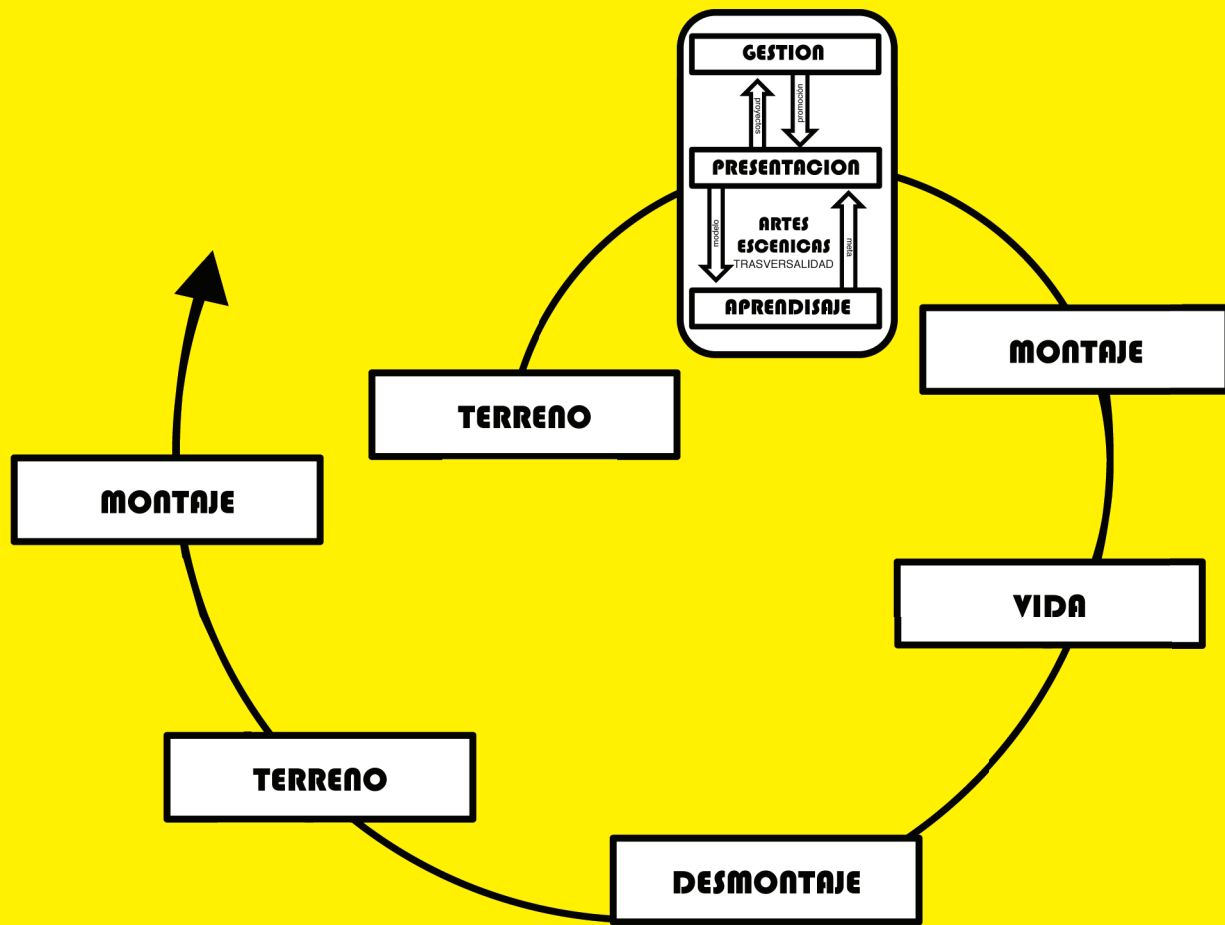 GESTION
proyectos
promoción
PRESENTACION
modelo
ARTES
ESCENICAS
TRASVERSALIDAD
meta
APRENDISAJE
MONTAJE
TERRENO
MONTAJE
VIDA
TERRENO
DESMONTAJE